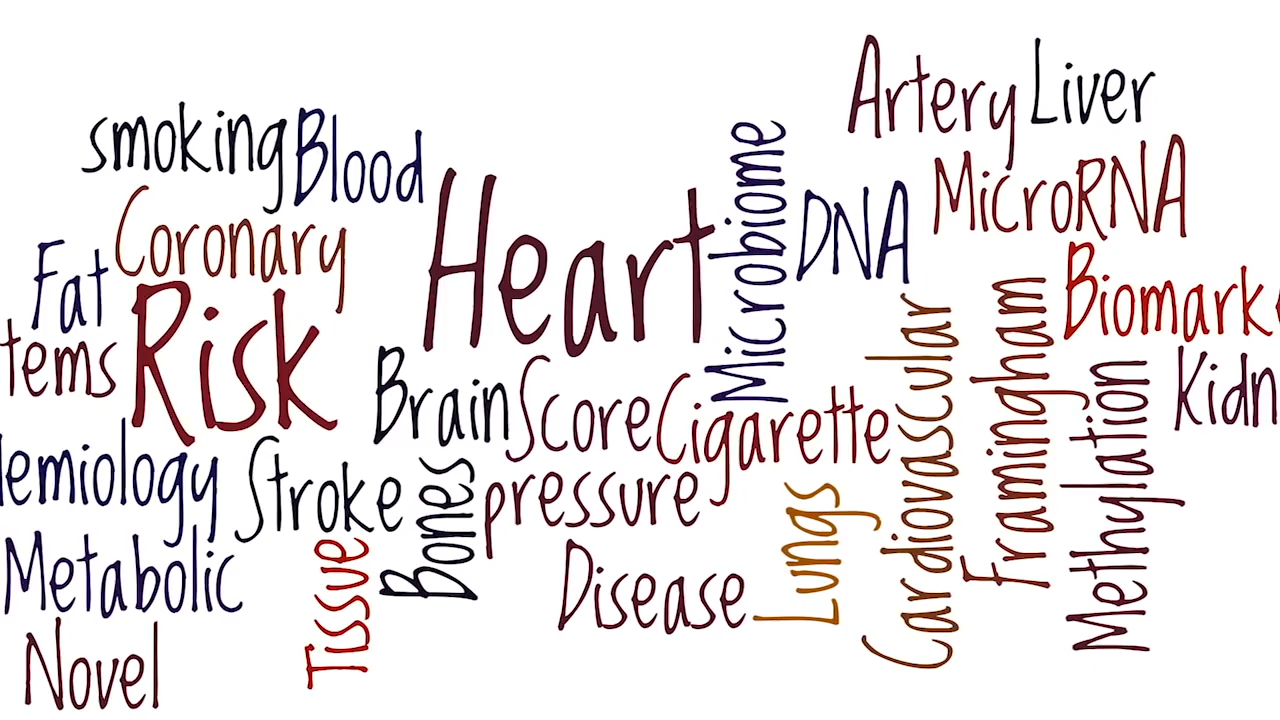 smoking
Blood
Coronary
Fat
tems
Risk
Heart
Microbiome
Artery
Liver
DNA
MicroRNA
Biomark
Kidn
Brain
Score
Cigarette
Cardiovascular
Framingham
Methylation
emiology
Stroke
Bones
pressure
Lungs
Metabolic
Tissue
Disease
Novel